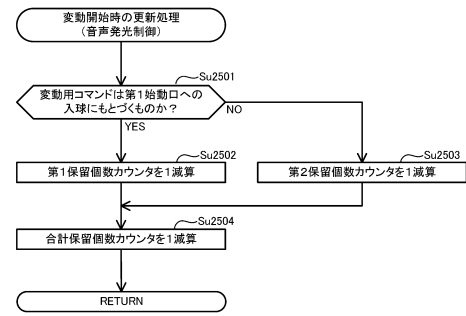 変動開始時の更新処理
(音声発光制御)
Su2501
変動用コマンドは第1始動口への
入球にもとづくものか？
NO
YES
Su2502
第1保留個数カウンタを1減算
Su2503
第2保留個数カウンタを1減算
Su2504
合計保留個数カウンタを1減算
RETURN